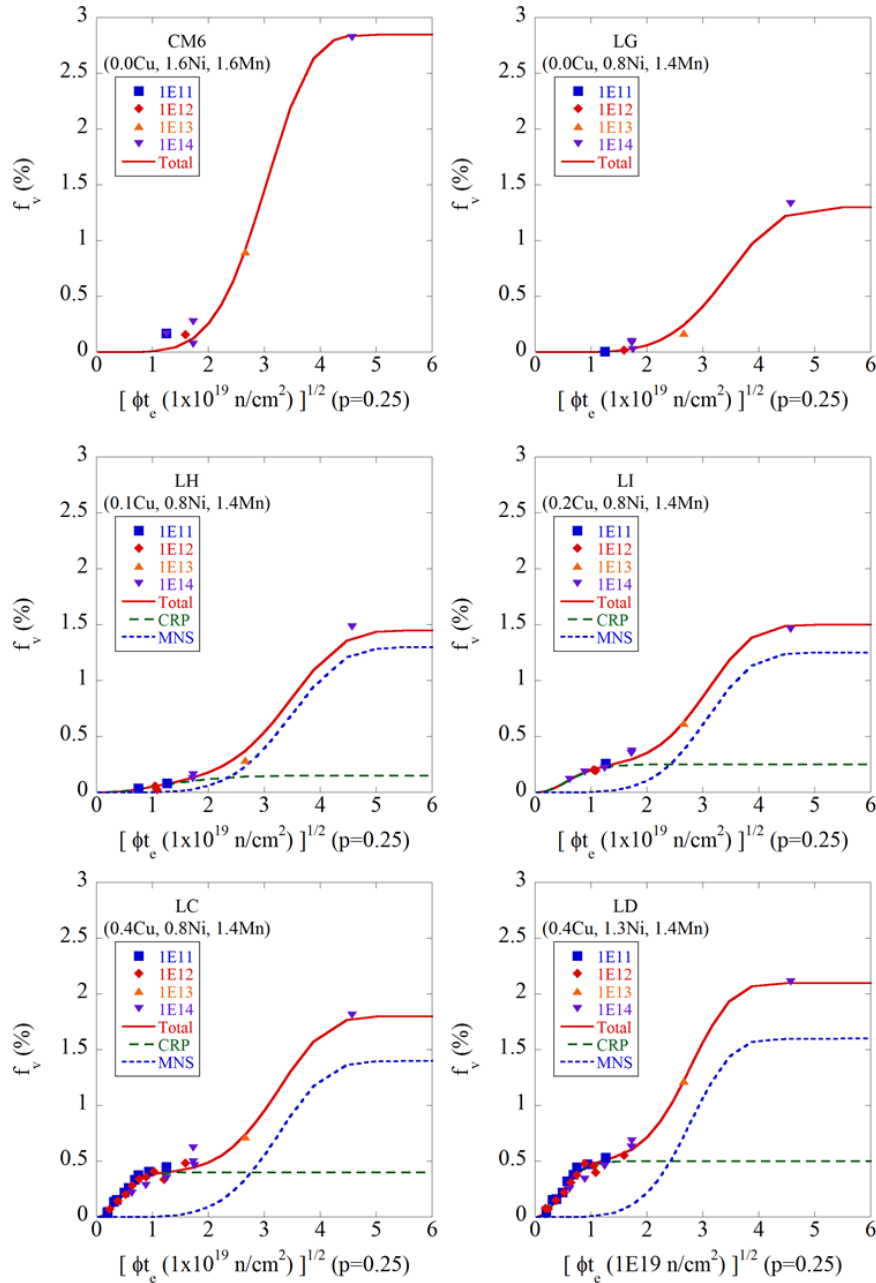 CM6
(0.0Cu, 1.6Ni, 1.6Mn)
1E11
1E12
1E13
1E14
Total
f_v (%)
3
2.5
2
1.5
1
0.5
0
0 1 2 3 4 5 6
[ ϕt_e (1x10^19 n/cm^2) ]^1/2 (p=0.25)
LG
(0.0Cu, 0.8Ni, 1.4Mn)
1E11
1E12
1E13
1E14
Total
f_v (%)
3
2.5
2
1.5
1
0.5
0
0 1 2 3 4 5 6
[ ϕt_e (1x10^19 n/cm^2) ]^1/2 (p=0.25)
LH
(0.1Cu, 0.8Ni, 1.4Mn)
1E11
1E12
1E13
1E14
Total
CRP
MNS
f_v (%)
3
2.5
2
1.5
1
0.5
0
0 1 2 3 4 5 6
[ ϕt_e (1x10^19 n/cm^2) ]^1/2 (p=0.25)
LI
(0.2Cu, 0.8Ni, 1.4Mn)
1E11
1E12
1E13
1E14
Total
CRP
MNS
f_v (%)
3
2.5
2
1.5
1
0.5
0
0 1 2 3 4 5 6
[ ϕt_e (1x10^19 n/cm^2) ]^1/2 (p=0.25)
LC
(0.4Cu, 0.8Ni, 1.4Mn)
1E11
1E12
1E13
1E14
Total
CRP
MNS
f_v (%)
3
2.5
2
1.5
1
0.5
0
0 1 2 3 4 5 6
[ ϕt_e (1x10^19 n/cm^2) ]^1/2 (p=0.25)
LD
(0.4Cu, 1.3Ni, 1.4Mn)
1E11
1E12
1E13
1E14
Total
CRP
MNS
f_v (%)
3
2.5
2
1.5
1
0.5
0
0 1 2 3 4 5 6
[ ϕt_e (1E19 n/cm^2) ]^1/2 (p=0.25)